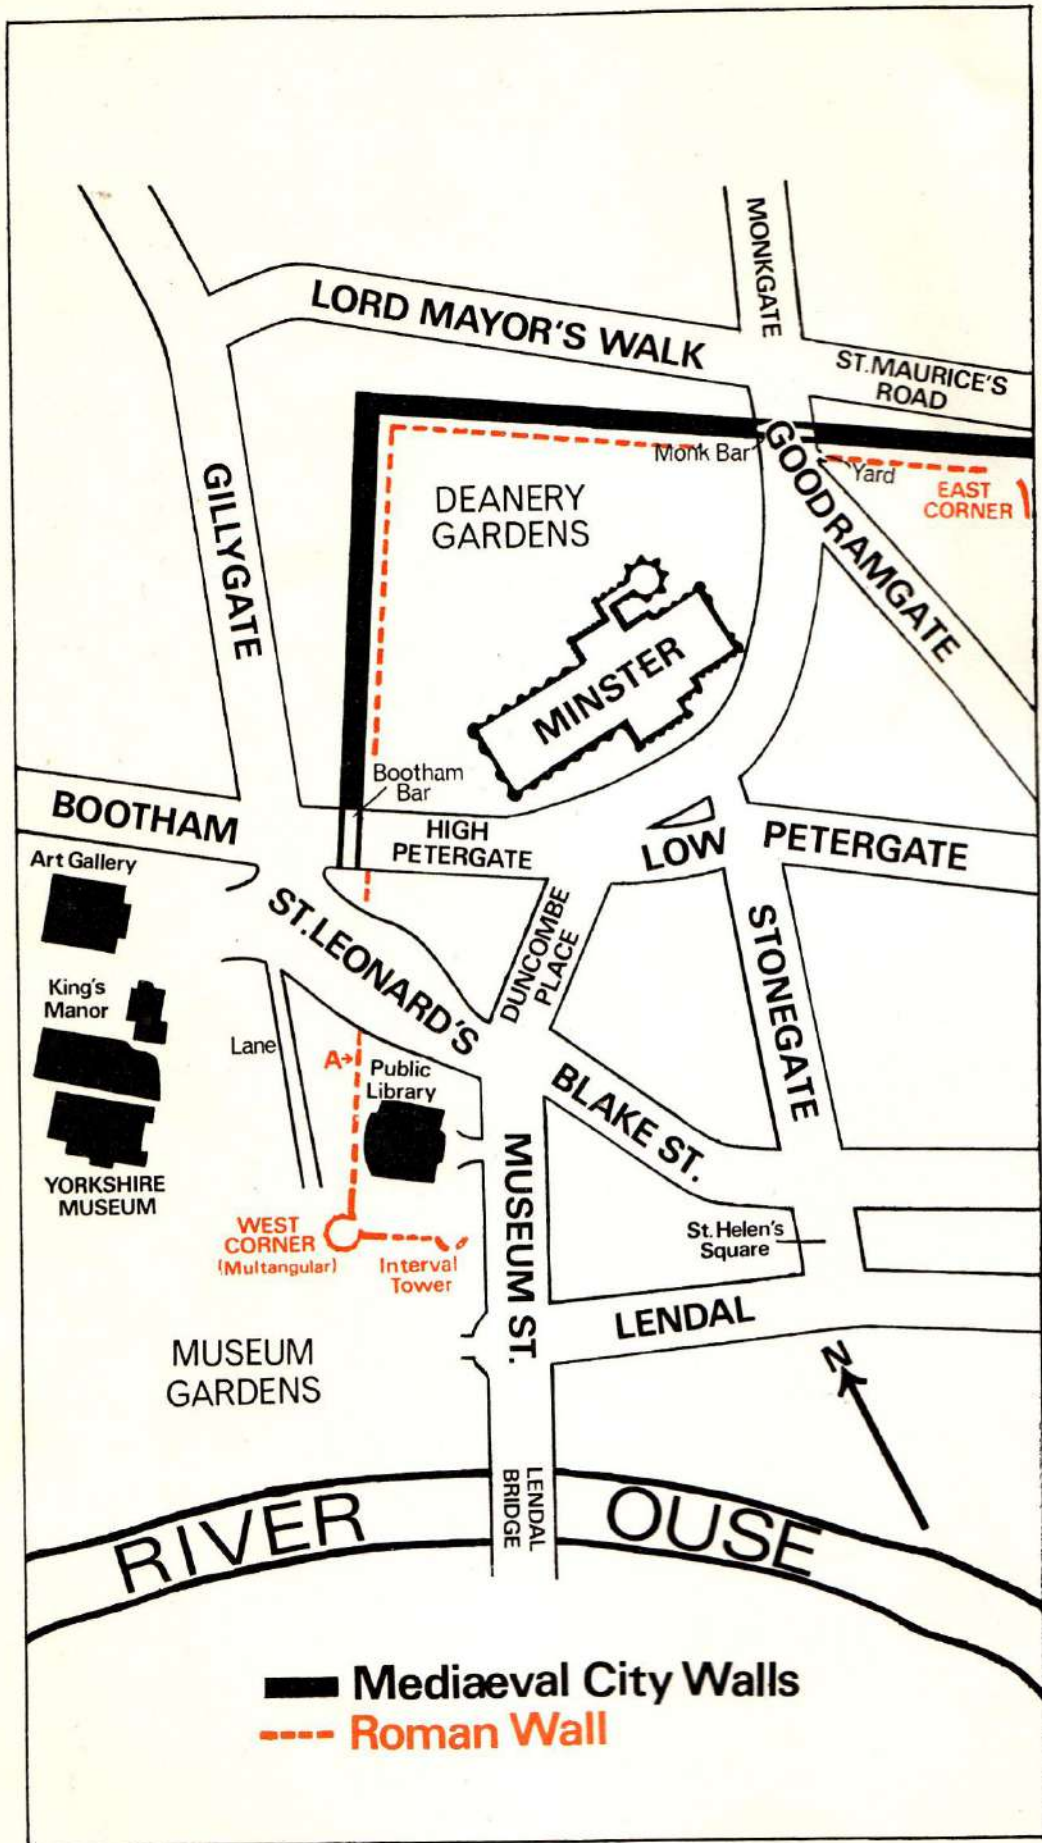 MONKGATE
LORD MAYOR'S WALK
ST. MAURICE'S
ROAD
Monk Bar
GOODRAMGATE
Yard
EAST
CORNER
DEANERY
GARDENS
GILLYGATE
MINSTER
Bootham
Bar
BOOTHAM
HIGH
PETERGATE
LOW PETERGATE
Art Gallery
ST. LEONARD'S
DUNCOMBE
PLACE
STONEGATE
King's
Manor
Lane
A→
Public
Library
BLAKE ST.
YORKSHIRE
MUSEUM
MUSEUM ST.
WEST
CORNER
(Multangular)
Interval
Tower
St. Helen's
Square
LENDAL
MUSEUM
GARDENS
N
LENDAL
BRIDGE
RIVER OUSE
Mediaeval City Walls
Roman Wall